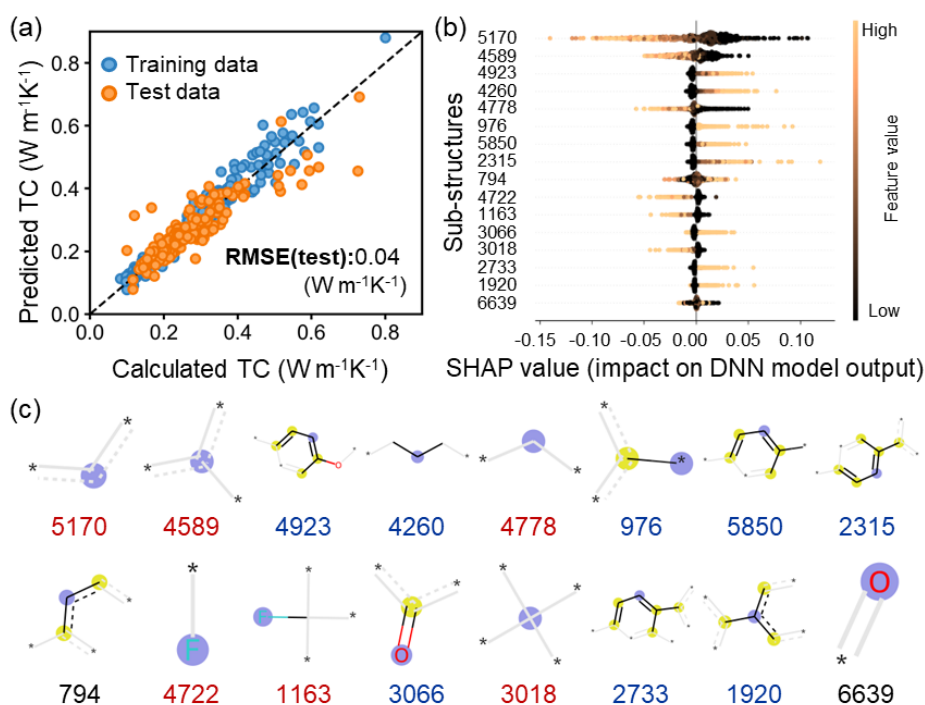 (a)
0.8
0.6
0.4
0.2
0.0
0.0
0.2
0.4
0.6
0.8
Predicted TC (W m⁻¹K⁻¹)
Calculated TC (W m⁻¹K⁻¹)
Training data
Test data
RMSE(test):0.04
(W m⁻¹K⁻¹)
(b)
Sub-structures
5170
4589
4923
4260
4778
976
5850
2315
794
4722
1163
3066
3018
2733
1920
6639
-0.15
-0.10
-0.05
0.00
0.05
0.10
SHAP value (impact on DNN model output)
High
Feature value
Low
(c)
* * * * * * * * * * * * * *
O
5170 4589 4923 4260 4778 976 5850 2315
* * * * * * * * * * * * * * * * * * *
F F O O
794 4722 1163 3066 3018 2733 1920 6639